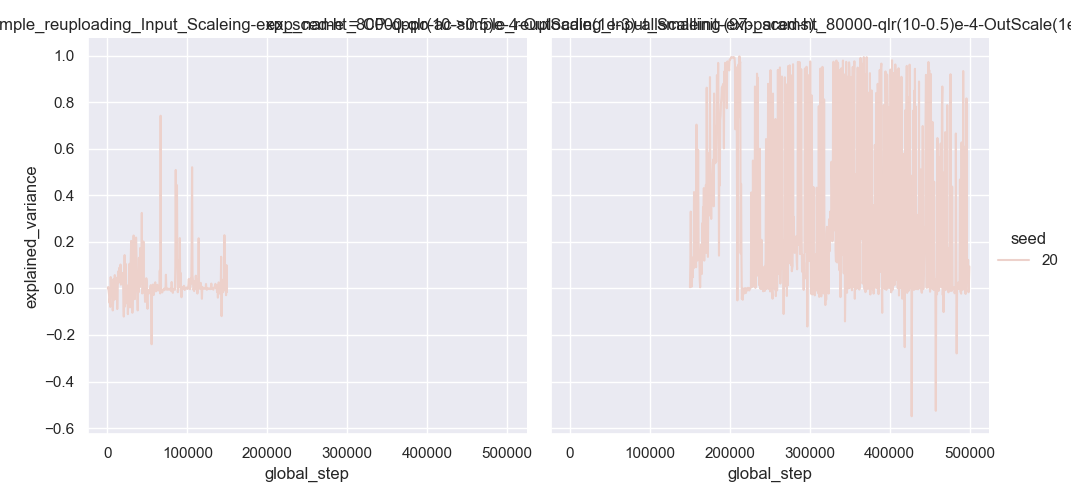 mple_reuploading_Input_Scaleing-exp_
80000-qlr(10-0.5)e-4-OutScale(1e
1.0
0.8
0.6
0.4
0.2
0.0
−0.2
−0.4
−0.6
explained_variance
0 100000 200000 300000 400000 500000
0 100000 200000 300000 400000 500000
global_step global_step
seed
20